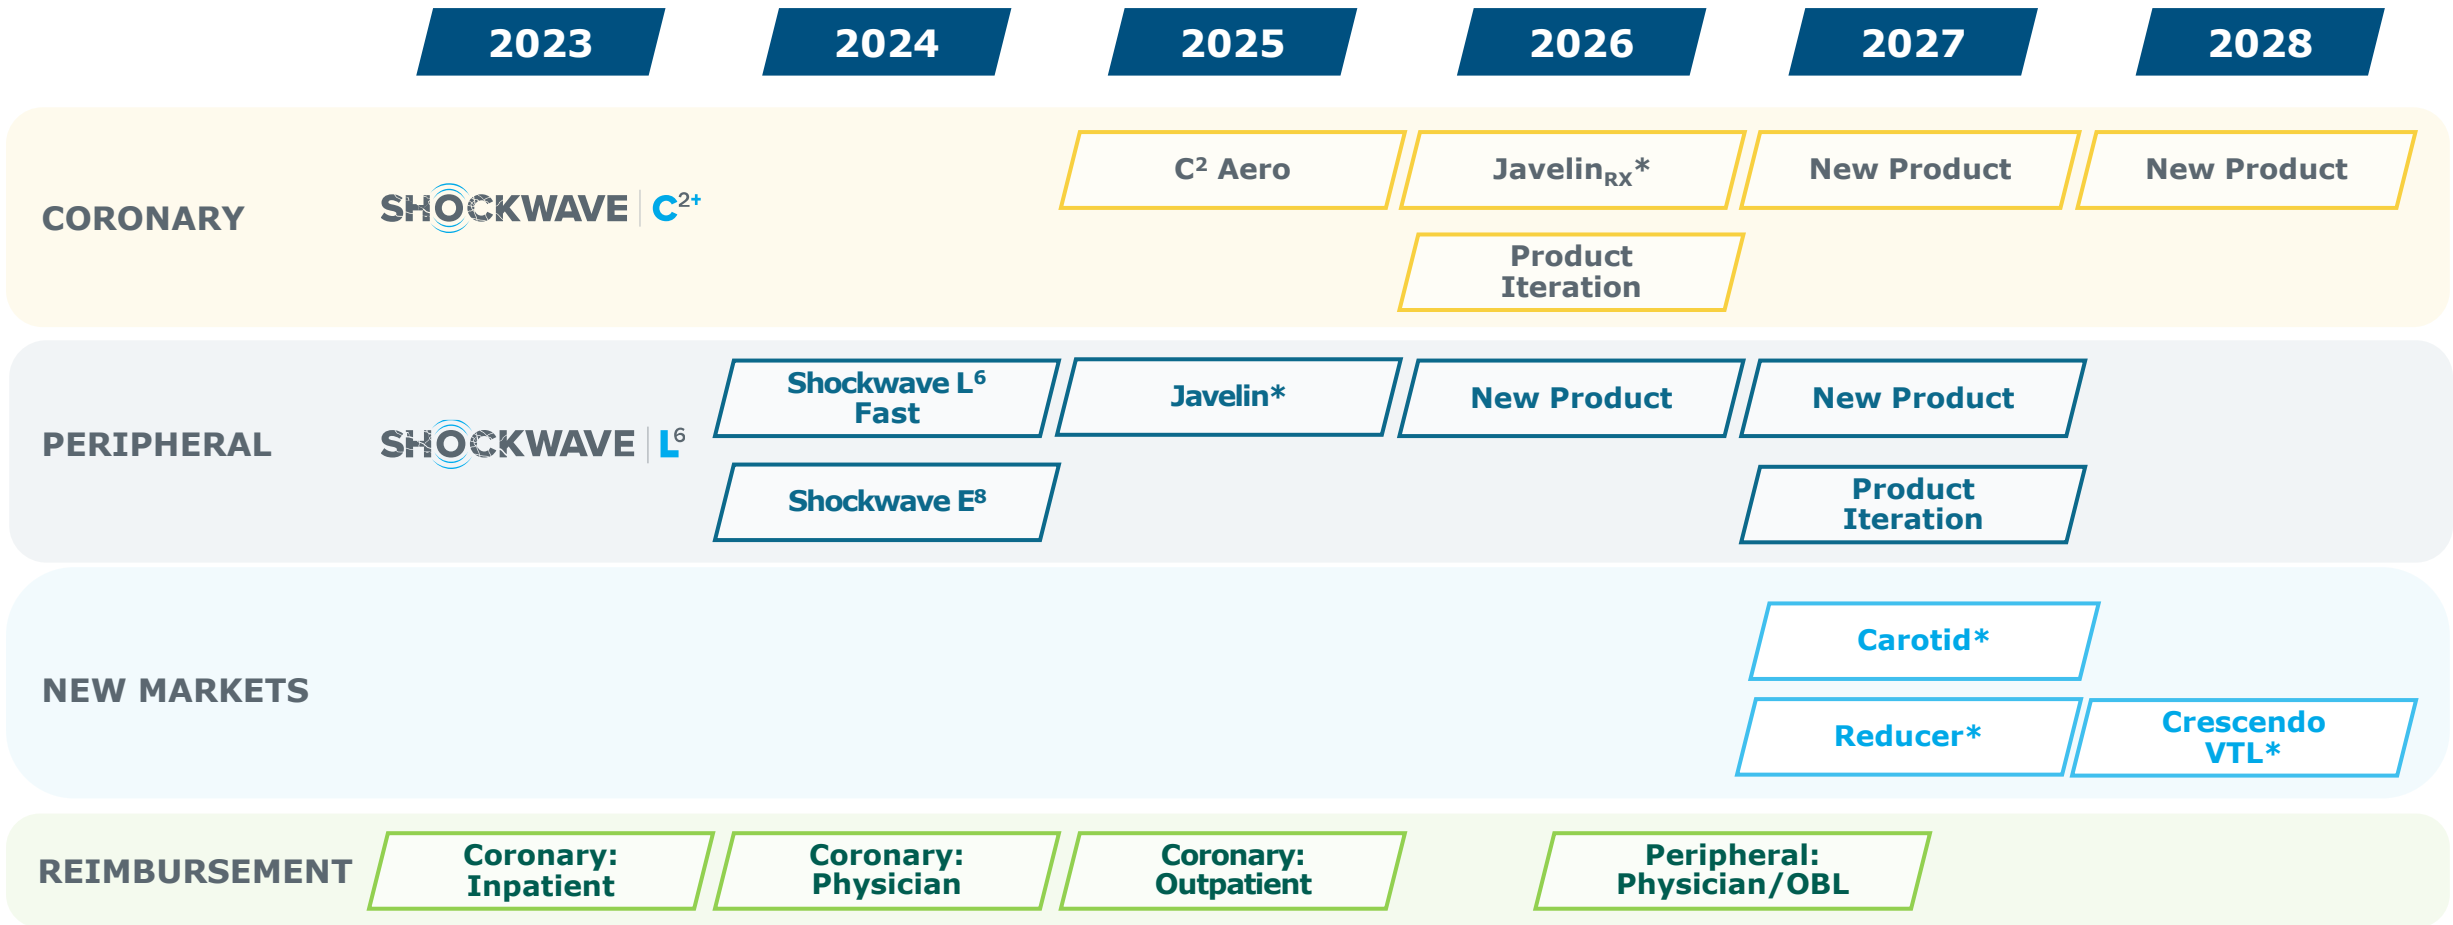 2023 2024 2025 2026 2027 2028
CORONARY
SHOCKWAVE | C²⁺
C² Aero
Javelin_RX*
New Product
New Product
Product
Iteration
PERIPHERAL
SHOCKWAVE | L⁶
Shockwave L⁶
Fast
Javelin*
New Product
New Product
Shockwave E⁸
Product
Iteration
NEW MARKETS
Carotid*
Reducer*
Crescendo
VTL*
REIMBURSEMENT
Coronary:
Inpatient
Coronary:
Physician
Coronary:
Outpatient
Peripheral:
Physician/OBL